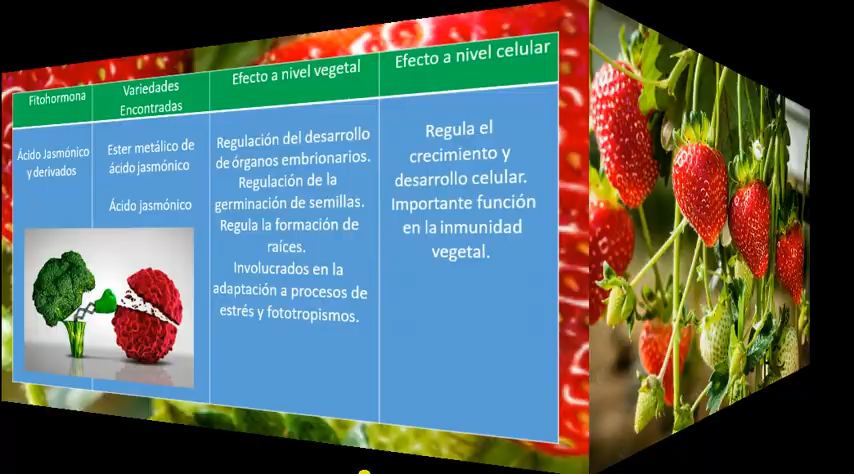 Fitohormona
Variedades
Encontradas
Efecto a nivel vegetal
Efecto a nivel celular
Ácido Jasmónico
y derivados
Ester metálico de
ácido jasmónico
Ácido jasmónico
Regulación del desarrollo
de órganos embrionarios.
Regulación de la
germinación de semillas.
Regula la formación de
raíces.
Involucrados en la
adaptación a procesos de
estrés y fototropismos.
Regula el
crecimiento y
desarrollo celular.
Importante función
en la inmunidad
vegetal.